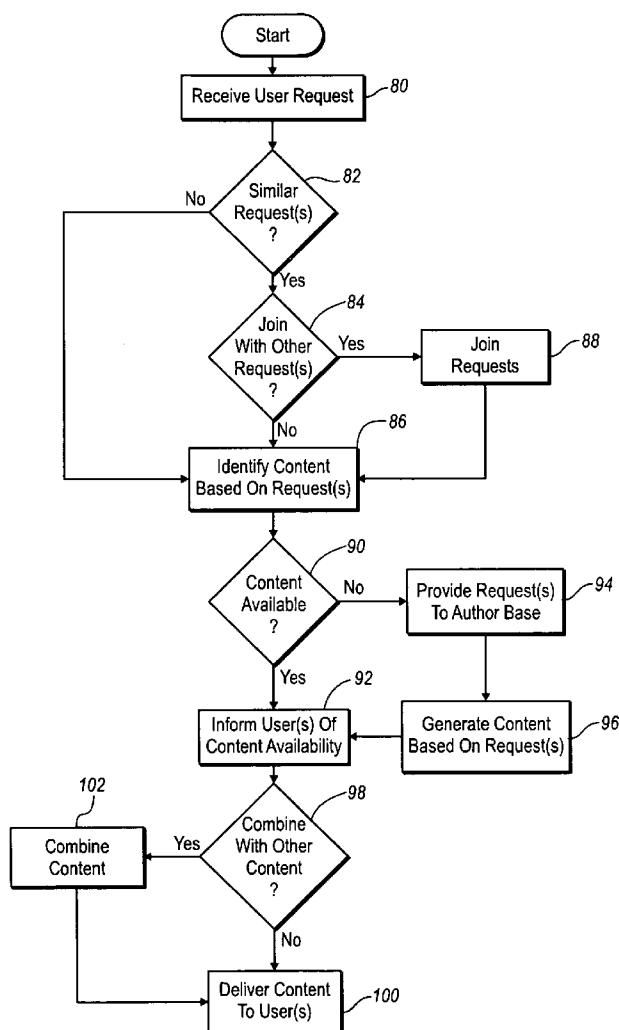 Start
Receive User Request
80
82
Similar
Request(s)
?
No
Yes
84
Join
With Other
Request(s)
?
Yes
Join
Requests
88
No
86
Identify Content
Based On Request(s)
90
Content
Available
?
No
Provide Request(s)
To Author Base
94
Yes
92
Inform User(s) Of
Content Availability
Generate Content
Based On Request(s)
96
98
Combine
With Other
Content
?
Yes
102
Combine
Content
No
Deliver Content
To User(s)
100